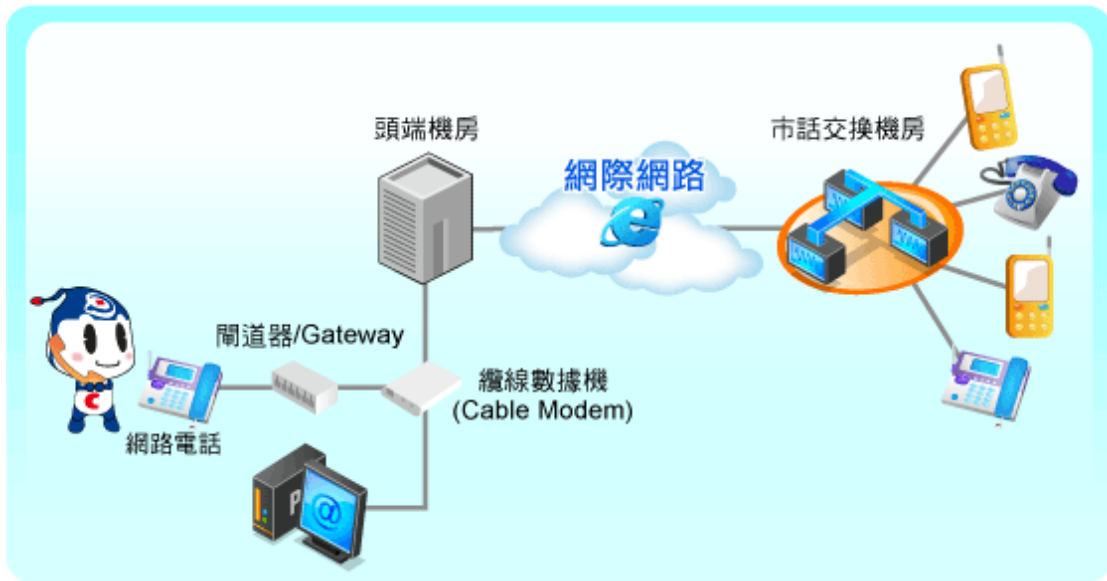 頭端機房
市話交換機房
網際網路
閘道器/Gateway
纜線數據機
(Cable Modem)
網路電話
C
P
@